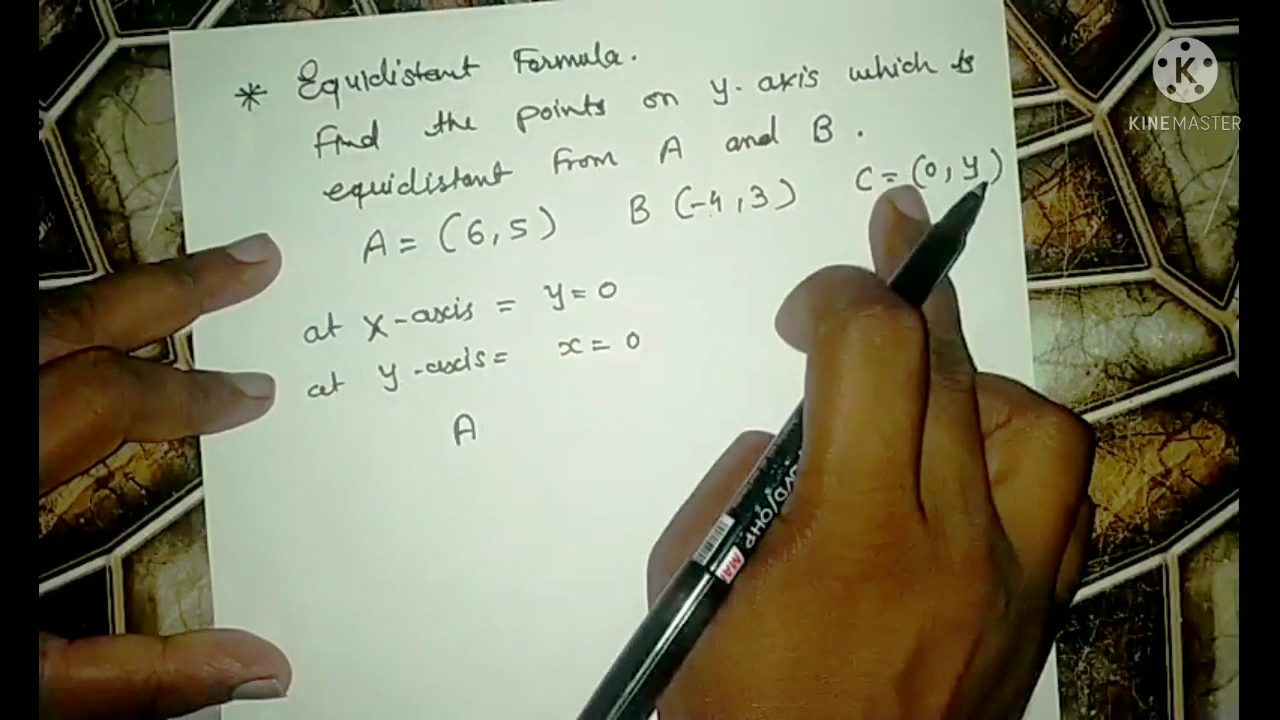 * Equidistant Formula.
find the points on y-axis which is
equidistant from A and B.
A = (6,5) B (-4,3) C = (0,y)
at x-axis = y=0
at y-axis = x=0
A
K
KINEMASTER